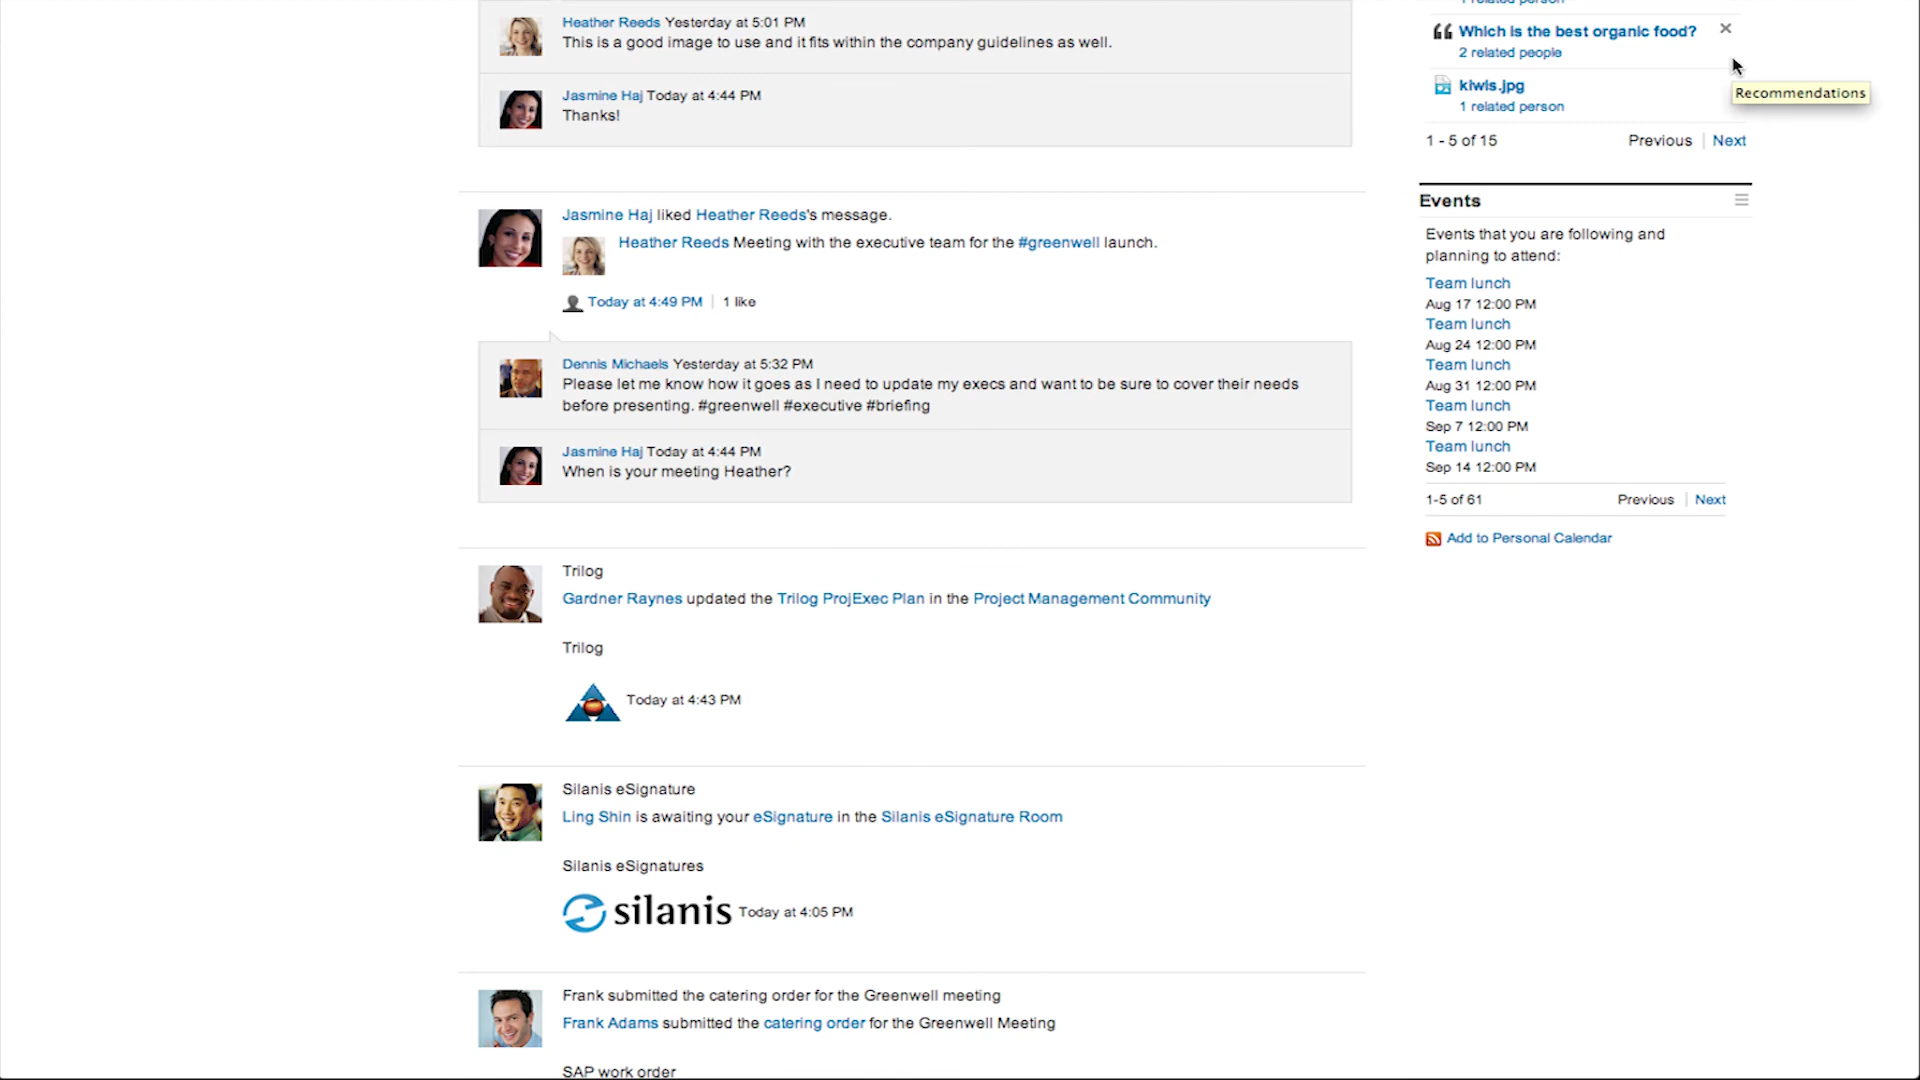 Heather Reeds Yesterday at 5:01 PM
This is a good image to use and it fits within the company guidelines as well.
Jasmine Haj Today at 4:44 PM
Thanks!
Jasmine Haj liked Heather Reeds's message.
Heather Reeds Meeting with the executive team for the #greenwell launch.
Today at 4:49 PM | 1 like
Dennis Michaels Yesterday at 5:32 PM
Please let me know how it goes as I need to update my execs and want to be sure to cover their needs
before presenting. #greenwell #executive #briefing
Jasmine Haj Today at 4:44 PM
When is your meeting Heather?
Trilog
Gardner Raynes updated the Trilog ProjExec Plan in the Project Management Community
Trilog
Today at 4:43 PM
Silanis eSignature
Ling Shin is awaiting your eSignature in the Silanis eSignature Room
Silanis eSignatures
silanis Today at 4:05 PM
Frank submitted the catering order for the Greenwell meeting
Frank Adams submitted the catering order for the Greenwell Meeting
SAP work order
1 related person
Which is the best organic food?
2 related people
kiwis.jpg
1 related person
Recommendations
1 - 5 of 15 Previous | Next
Events
Events that you are following and
planning to attend:
Team lunch
Aug 17 12:00 PM
Team lunch
Aug 24 12:00 PM
Team lunch
Aug 31 12:00 PM
Team lunch
Sep 7 12:00 PM
Team lunch
Sep 14 12:00 PM
1-5 of 61 Previous | Next
Add to Personal Calendar